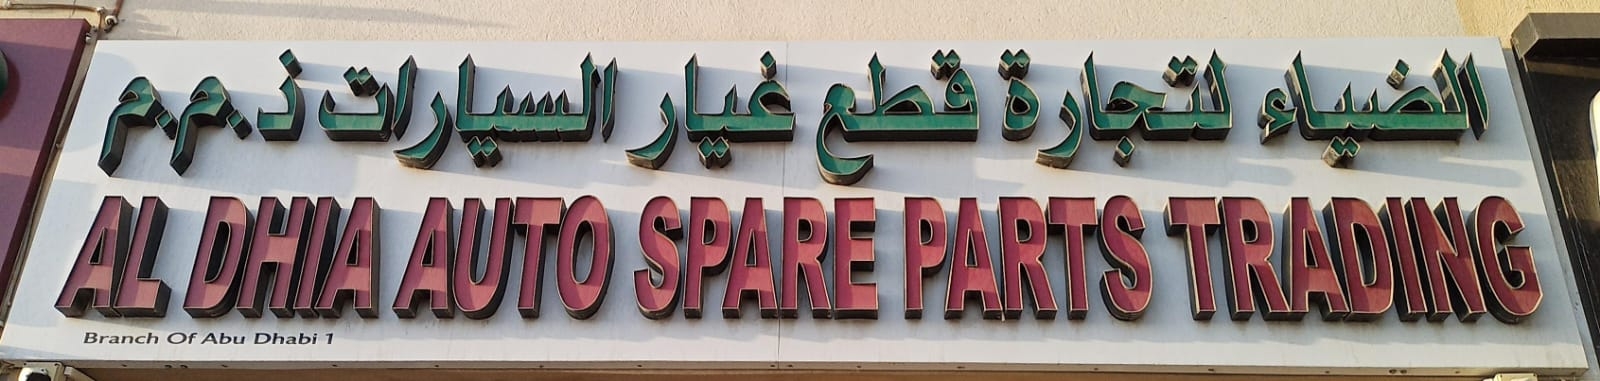 الضياء لتجارة قطع غيار السيارات ذ.م.م
AL DHIA AUTO SPARE PARTS TRADING
Branch Of Abu Dhabi 1